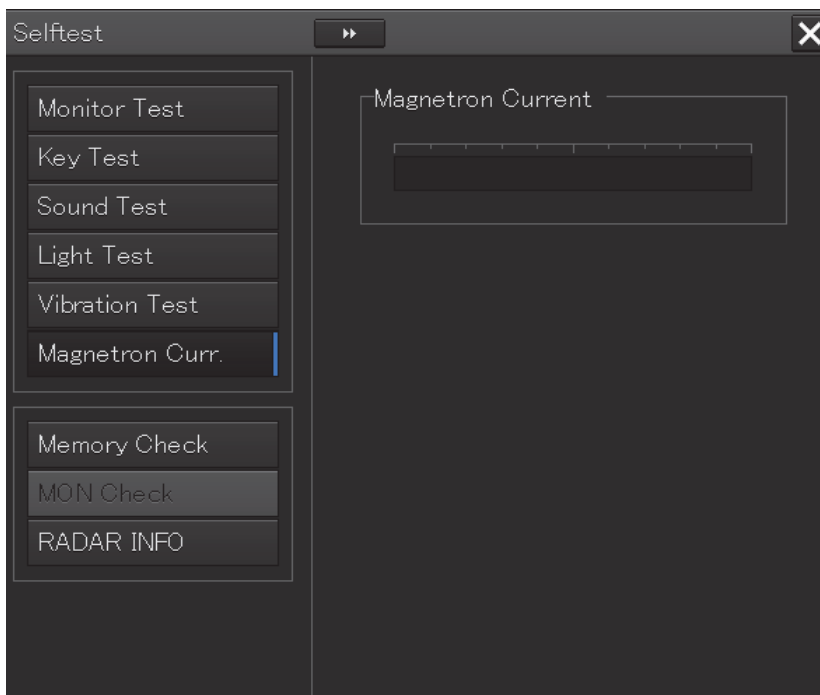 Selftest
Monitor Test
Key Test
Sound Test
Light Test
Vibration Test
Magnetron Curr.
Memory Check
MON Check
RADAR INFO
Magnetron Current